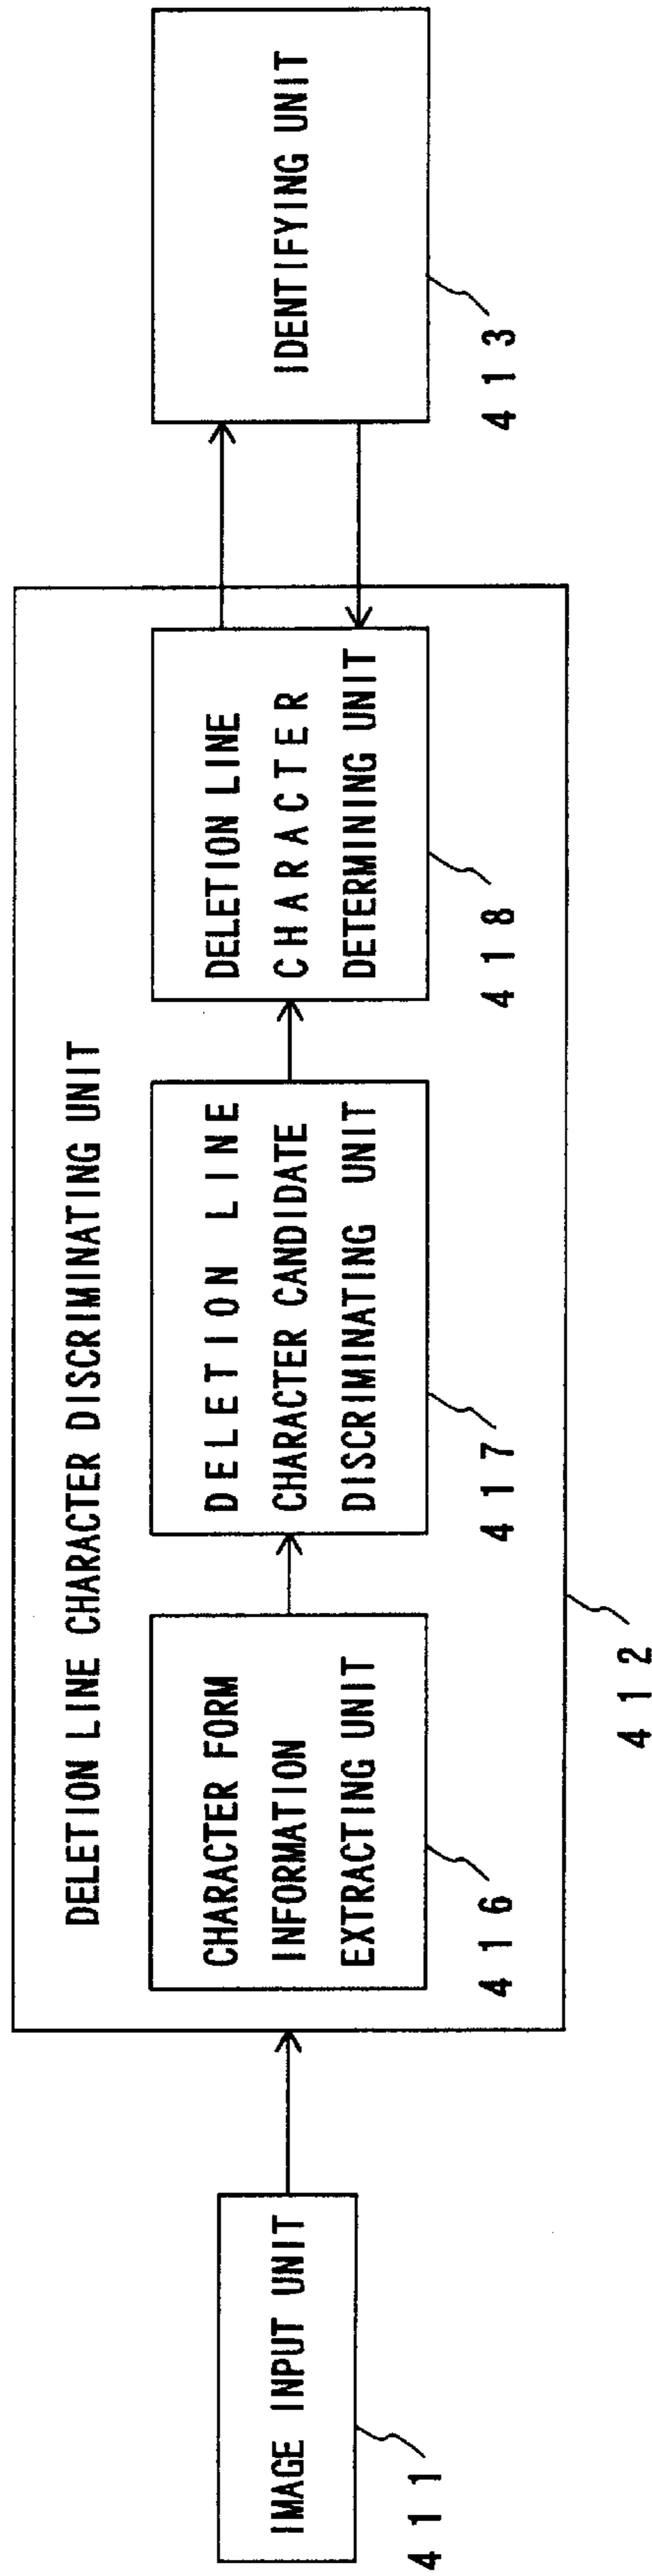 DELETION LINE CHARACTER DISCRIMINATING UNIT
IMAGE INPUT UNIT
411
CHARACTER FORM
INFORMATION
EXTRACTING UNIT
416
DELETION LINE
CHARACTER CANDIDATE
DISCRIMINATING UNIT
417
DELETION LINE
CHARACTER
DETERMINING UNIT
418
IDENTIFYING UNIT
413
412